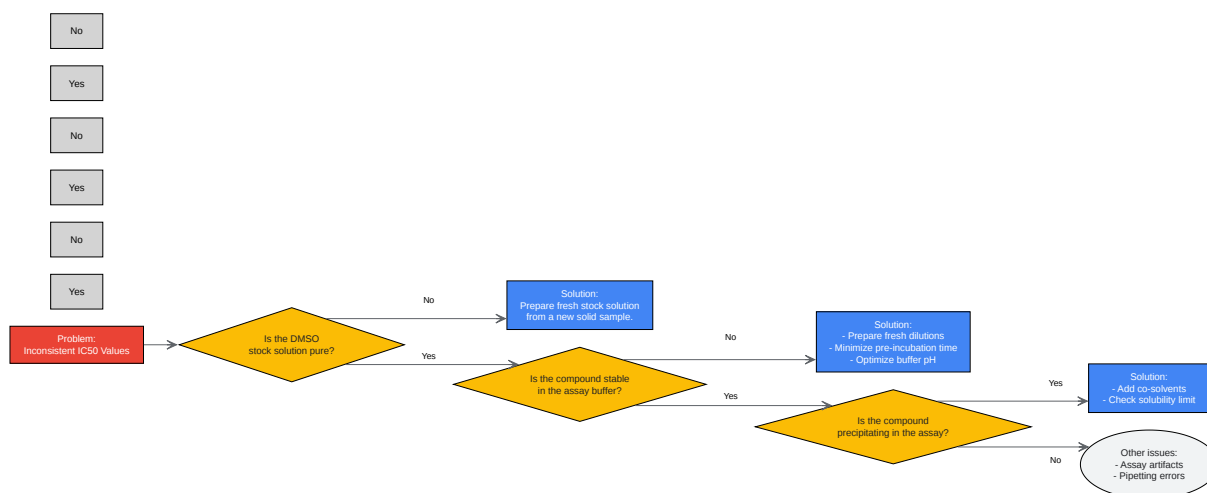 No
Yes
No
Yes
No
Yes
Problem:
Inconsistent IC50 Values
Is the DMSO
stock solution pure?
No
Yes
Solution:
Prepare fresh stock solution
from a new solid sample.
Is the compound stable
in the assay buffer?
No
Yes
Solution:
- Prepare fresh dilutions
- Minimize pre-incubation time
- Optimize buffer pH
Is the compound
precipitating in the assay?
Yes
No
Solution:
- Add co-solvents
- Check solubility limit
Other issues:
- Assay artifacts
- Pipetting errors